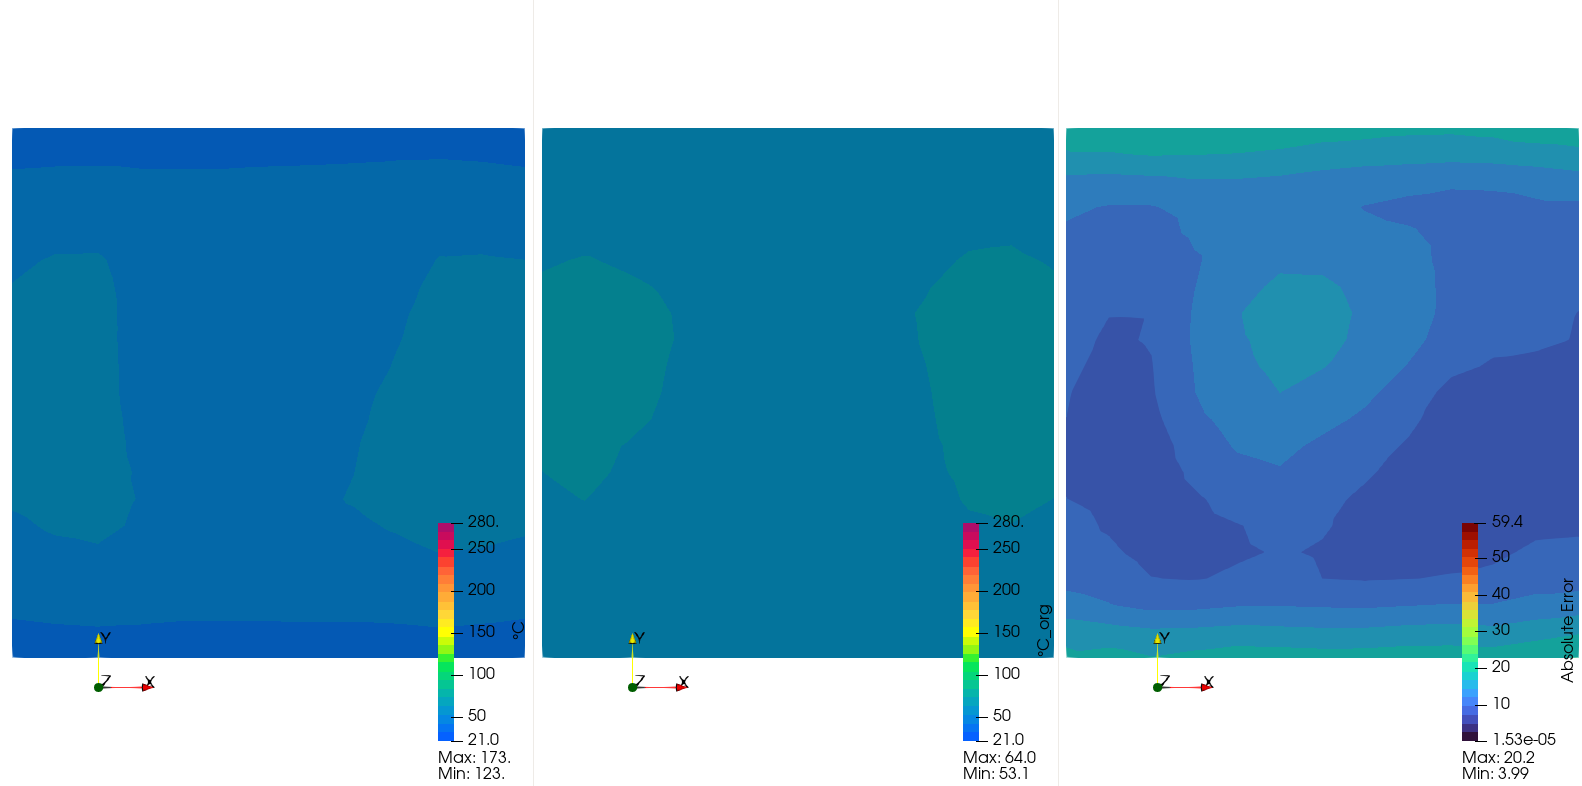 280.
250
200
150
100
50
21.0
°C
Max: 173.
Min: 123.
Y
Z
X
280.
250
200
150
100
50
21.0
°C_org
Max: 64.0
Min: 53.1
Y
Z
X
59.4
50
40
30
20
10
1.53e-05
Absolute Error
Max: 20.2
Min: 3.99
Y
Z
X